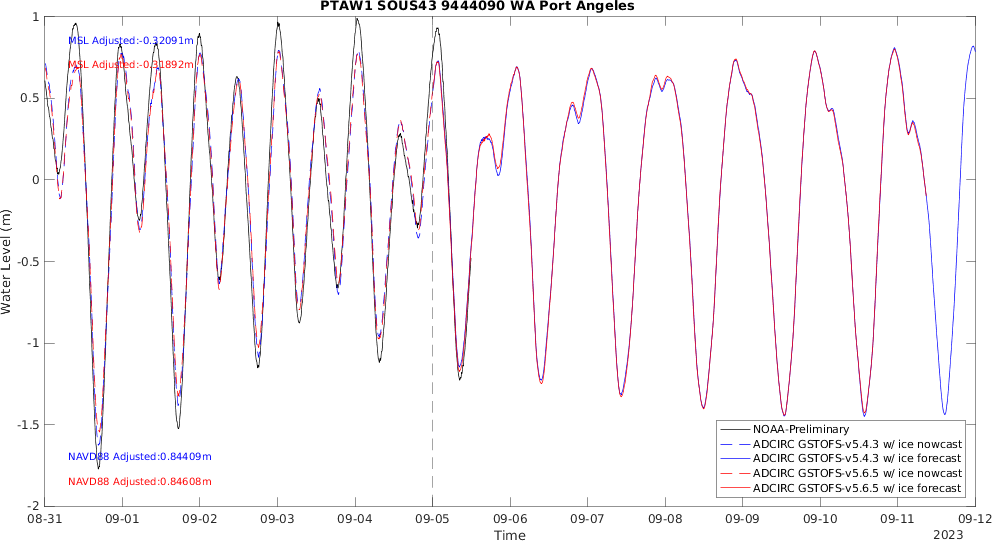 PTAW1 SOUS43 9444090 WA Port Angeles
MSL Adjusted:-0.32091m
MSL Adjusted:-0.31892m
NAVD88 Adjusted:0.84409m
NAVD88 Adjusted:0.84608m
Water Level (m)
1
0.5
0
-0.5
-1
-1.5
-2
NOAA-Preliminary
ADCIRC GSTOFS-v5.4.3 w/ ice nowcast
ADCIRC GSTOFS-v5.4.3 w/ ice forecast
ADCIRC GSTOFS-v5.6.5 w/ ice nowcast
ADCIRC GSTOFS-v5.6.5 w/ ice forecast
08-31 09-01 09-02 09-03 09-04 09-05 09-06 09-07 09-08 09-09 09-10 09-11 09-12
Time
2023